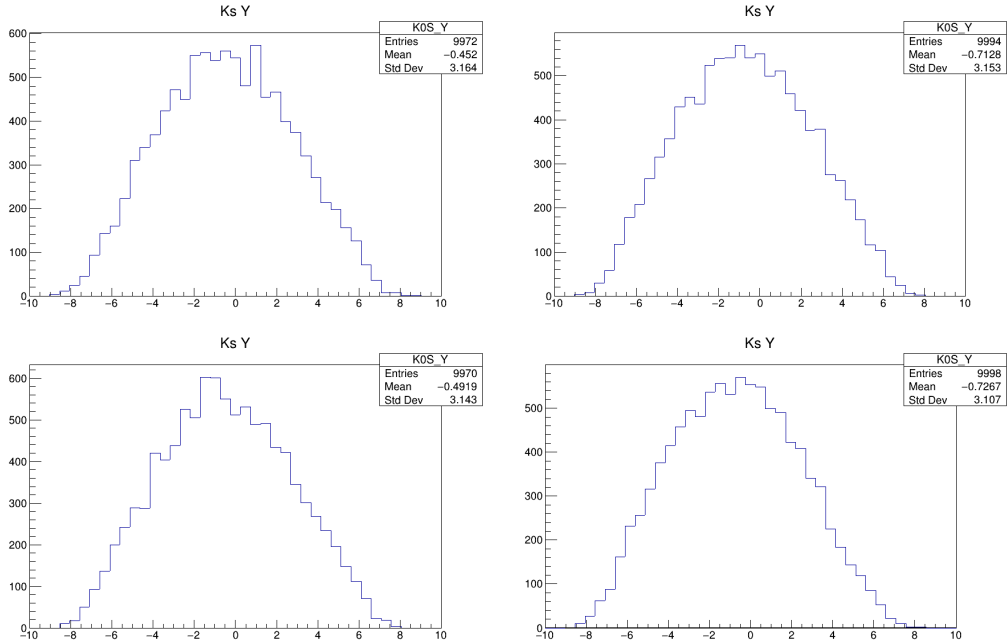 Ks Y
K0S_Y
Entries 9972
Mean −0.452
Std Dev 3.164
600
500
400
300
200
100
0
−10 −8 −6 −4 −2 0 2 4 6 8 10
Ks Y
K0S_Y
Entries 9994
Mean −0.7128
Std Dev 3.153
500
400
300
200
100
0
−10 −8 −6 −4 −2 0 2 4 6 8 10
Ks Y
K0S_Y
Entries 9970
Mean −0.4919
Std Dev 3.143
600
500
400
300
200
100
0
−10 −8 −6 −4 −2 0 2 4 6 8 10
Ks Y
K0S_Y
Entries 9998
Mean −0.7267
Std Dev 3.107
500
400
300
200
100
0
−10 −8 −6 −4 −2 0 2 4 6 8 10